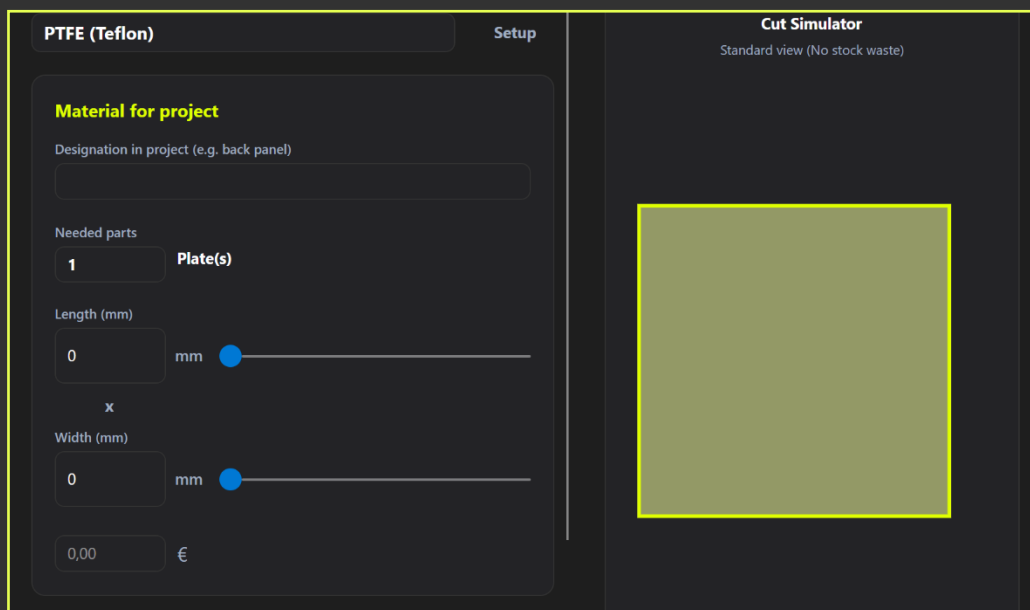 PTFE (Teflon)
Setup
Material for project
Designation in project (e.g. back panel)
Needed parts
1
Plate(s)
Length (mm)
0
mm
x
Width (mm)
0
mm
0,00
€
Cut Simulator
Standard view (No stock waste)